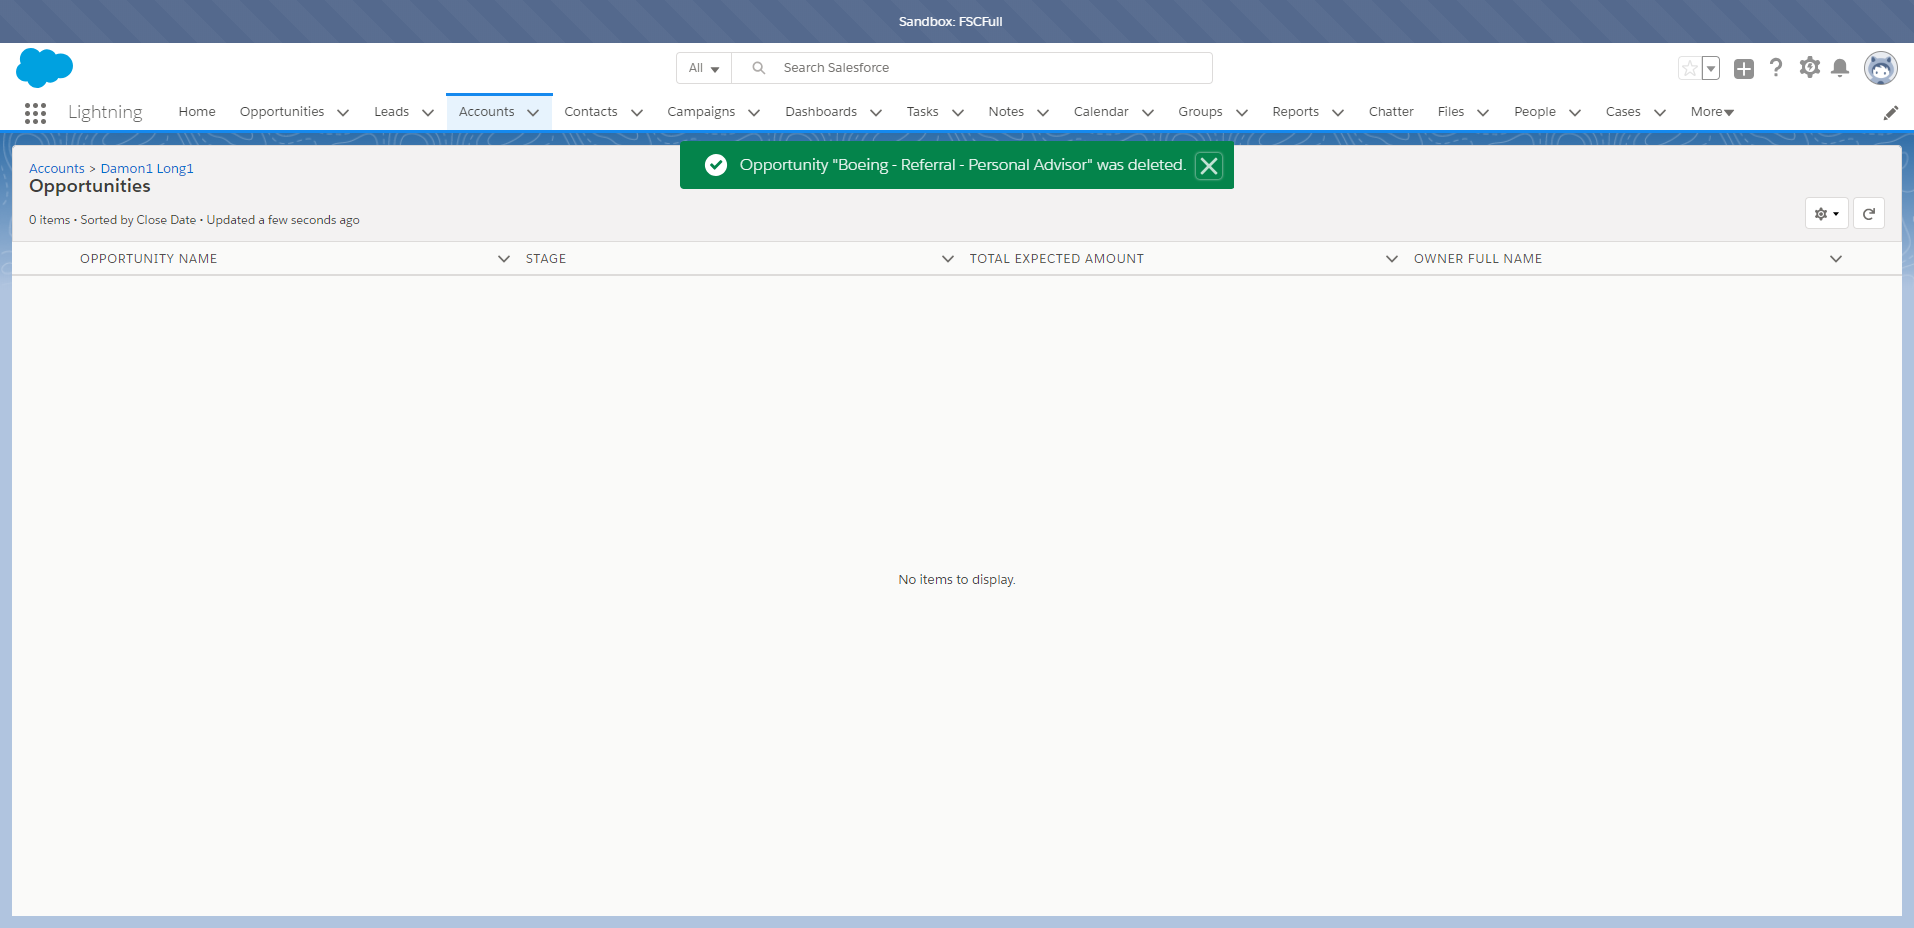 Sandbox: FSCFull
All Search Salesforce
Lightning Home Opportunities Leads Accounts Contacts Campaigns Dashboards Tasks Notes Calendar Groups Reports Chatter Files People Cases More
Opportunity "Boeing - Referral - Personal Advisor" was deleted.
Accounts > Damon1 Long1
Opportunities
0 items • Sorted by Close Date • Updated a few seconds ago
OPPORTUNITY NAME STAGE TOTAL EXPECTED AMOUNT OWNER FULL NAME
No items to display.